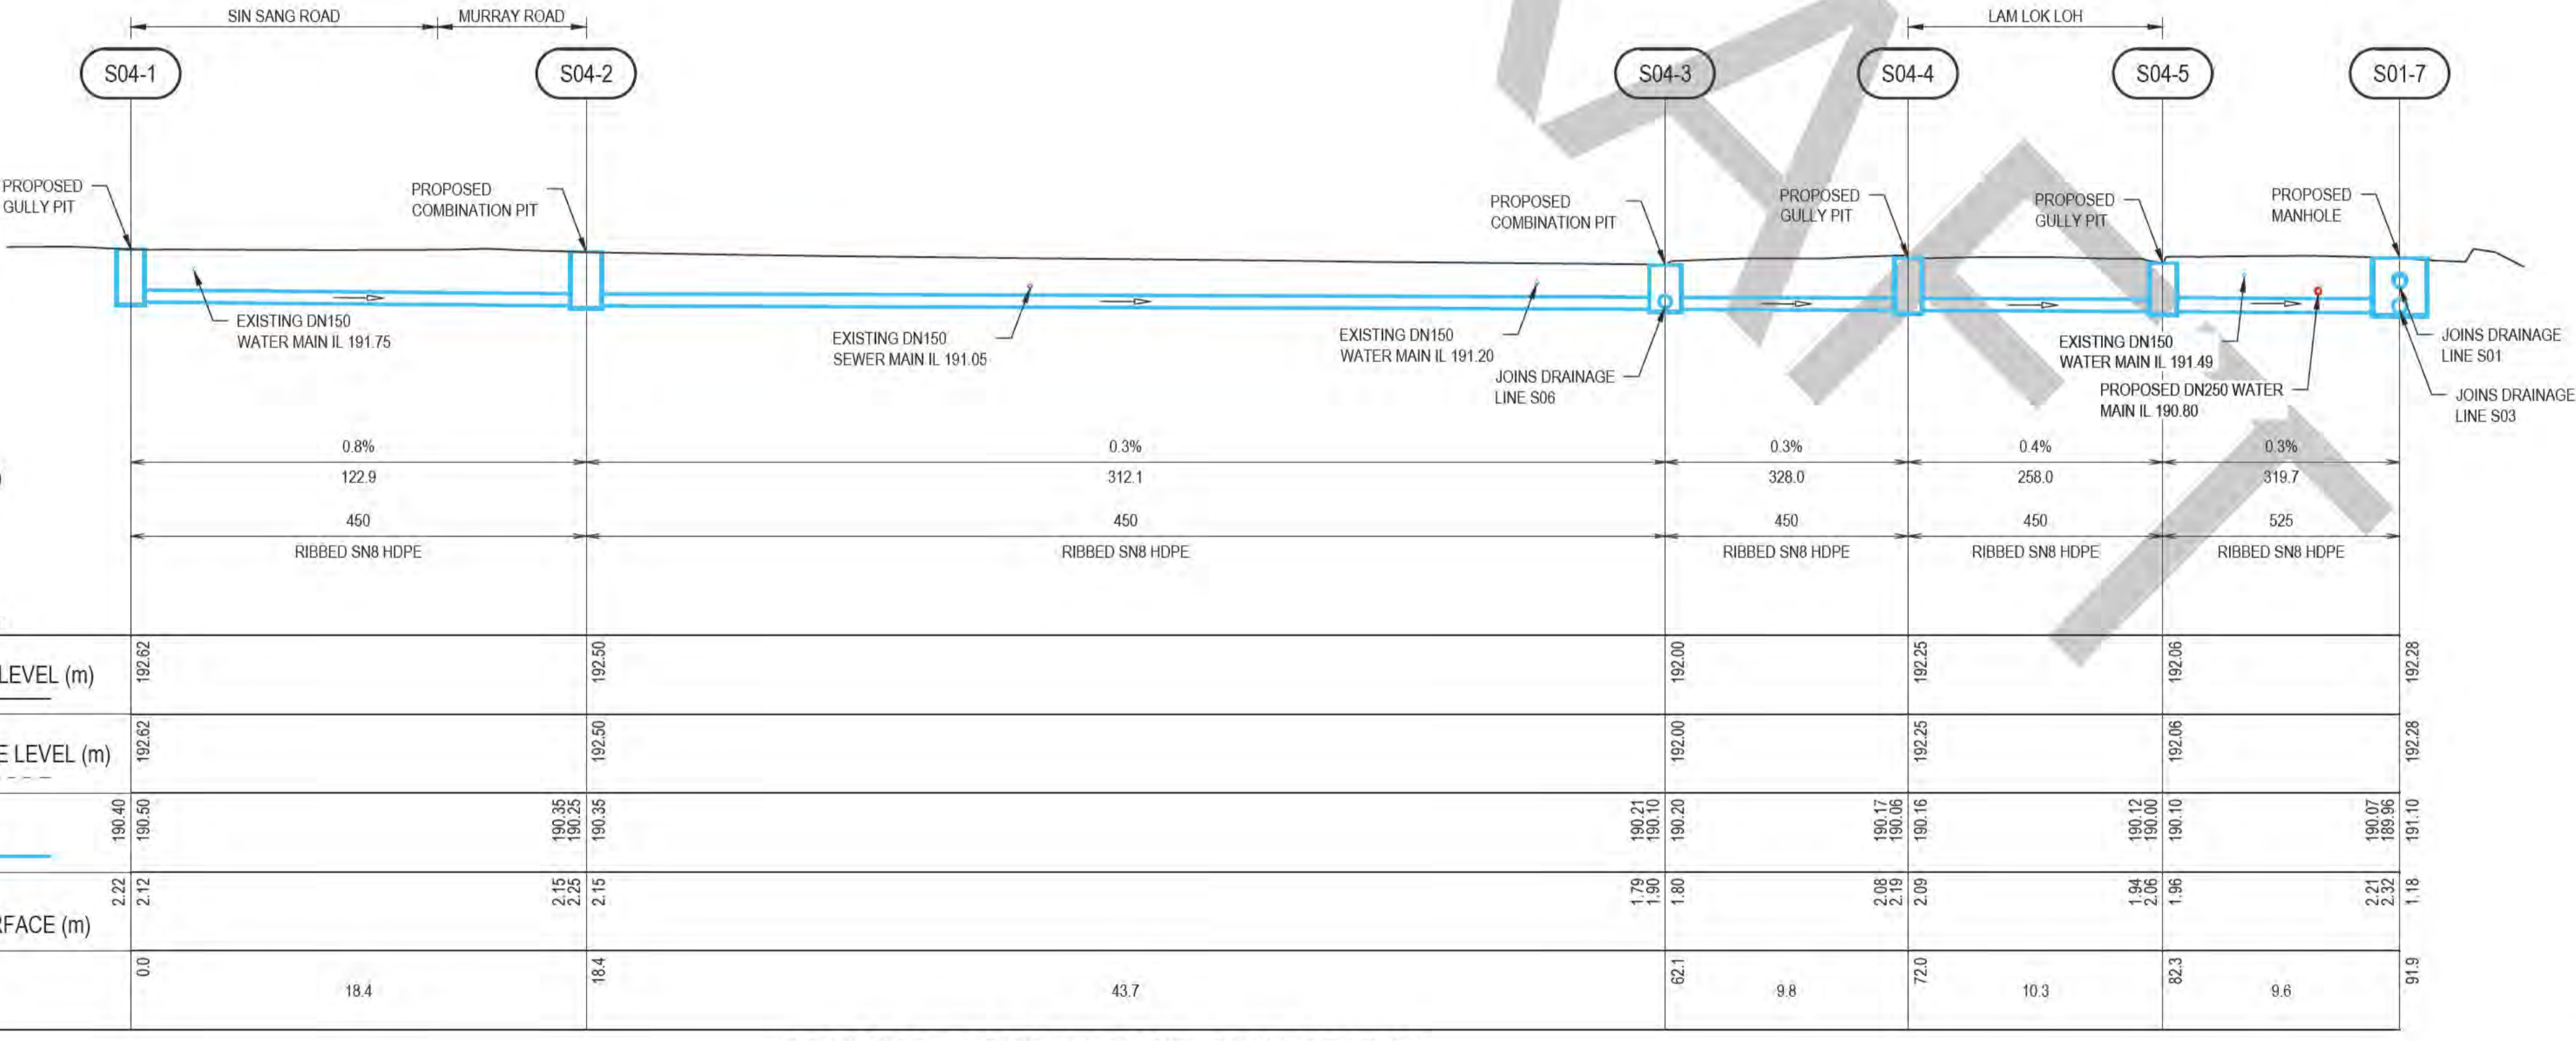 SIN SANG ROAD
MURRAY ROAD
LAM LOK LOH
S04-1
S04-2
S04-3
S04-4
S04-5
S01-7
PROPOSED
GULLY PIT
PROPOSED
COMBINATION PIT
PROPOSED
COMBINATION PIT
PROPOSED
GULLY PIT
PROPOSED
GULLY PIT
PROPOSED
MANHOLE
EXISTING DN150
WATER MAIN IL 191.75
EXISTING DN150
SEWER MAIN IL 191.05
EXISTING DN150
WATER MAIN IL 191.20
JOINS DRAINAGE
LINE S06
EXISTING DN150
WATER MAIN IL 191.49
PROPOSED DN250 WATER
MAIN IL 190.80
JOINS DRAINAGE
LINE S01
JOINS DRAINAGE
LINE S03
0.8% 0.3% 0.3% 0.4% 0.3%
122.9 312.1 328.0 258.0 319.7
450 450 450 450 525
RIBBED SN8 HDPE RIBBED SN8 HDPE RIBBED SN8 HDPE RIBBED SN8 HDPE RIBBED SN8 HDPE
LEVEL (m) 192.62 192.50 192.00 192.25 192.06 192.28
E LEVEL (m) 192.62 192.50 192.00 192.25 192.06 192.28
190.40 190.50 190.35 190.25 190.35 190.21 190.10 190.20 190.17 190.06 190.16 190.12 190.00 190.10 190.07 189.96 191.10
RFACE (m) 2.22 2.12 2.15 2.25 2.15 1.79 1.90 1.80 2.08 2.19 2.09 1.94 2.06 1.96 2.21 2.32 1.18
0.0 18.4 18.4 43.7 62.1 9.8 72.0 10.3 82.3 9.6 91.9